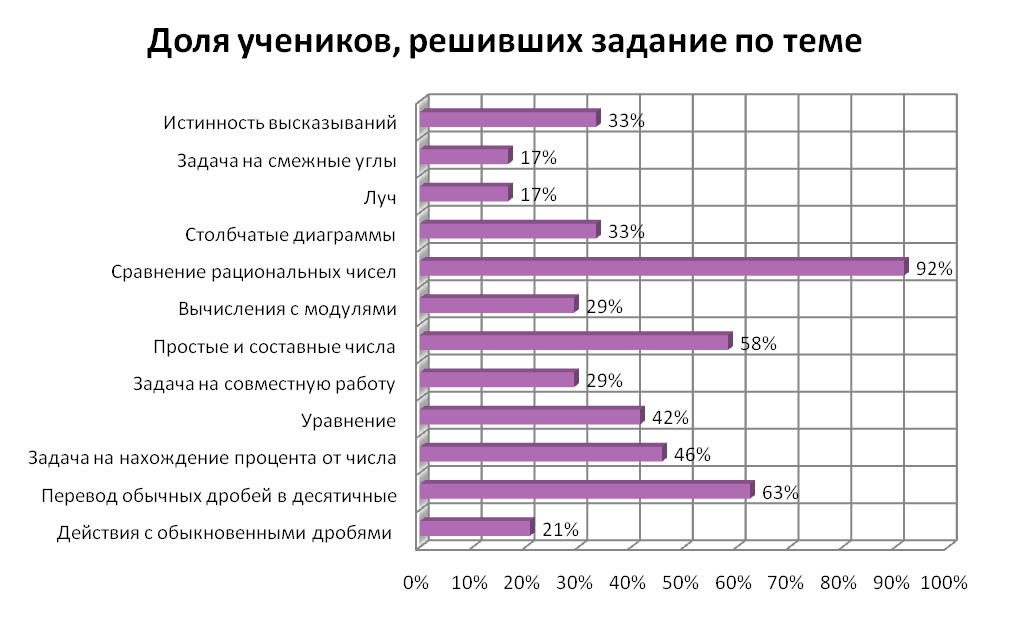 Доля учеников, решивших задание по теме
Истинность высказываний 33%
Задача на смежные углы 17%
Луч 17%
Столбчатые диаграммы 33%
Сравнение рациональных чисел 92%
Вычисления с модулями 29%
Простые и составные числа 58%
Задача на совместную работу 29%
Уравнение 42%
Задача на нахождение процента от числа 46%
Перевод обычных дробей в десятичные 63%
Действия с обыкновенными дробями 21%
0% 10% 20% 30% 40% 50% 60% 70% 80% 90% 100%